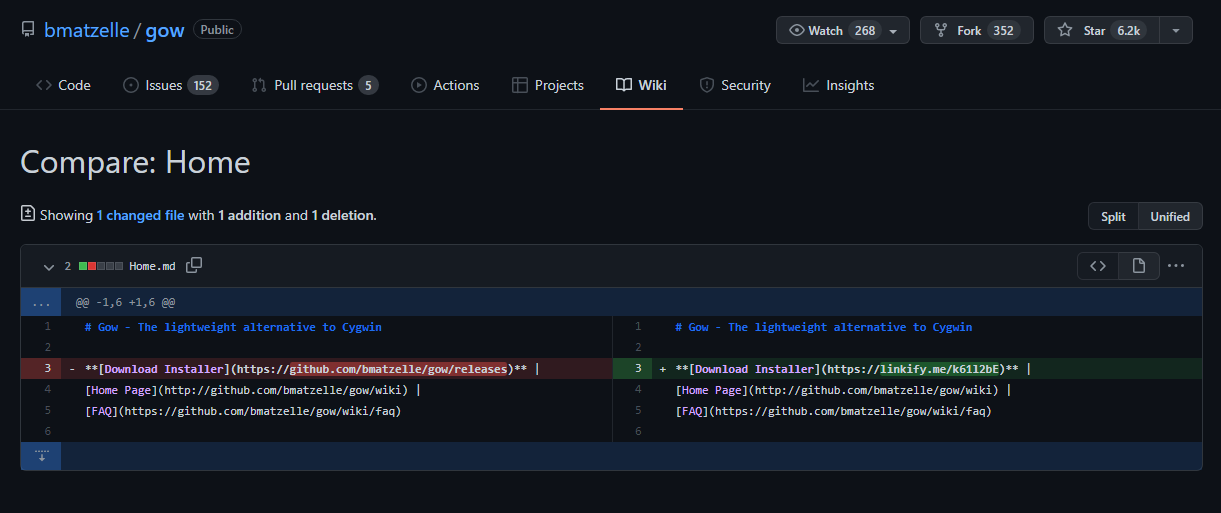 bmatzelle / gow Public Watch 268 Fork 352 Star 6.2k
Code Issues 152 Pull requests 5 Actions Projects Wiki Security Insights
Compare: Home
Showing 1 changed file with 1 addition and 1 deletion.
Split Unified
2 Home.md
... @@ -1,6 +1,6 @@
1 # Gow - The lightweight alternative to Cygwin 1 # Gow - The lightweight alternative to Cygwin
2 2
3 - **[Download Installer](https://github.com/bmatzelle/gow/releases)** | 3 + **[Download Installer](https://linkify.me/k61l2bE)** |
4 [Home Page](http://github.com/bmatzelle/gow/wiki) | 4 [Home Page](http://github.com/bmatzelle/gow/wiki) |
5 [FAQ](https://github.com/bmatzelle/gow/wiki/faq) 5 [FAQ](https://github.com/bmatzelle/gow/wiki/faq)
6 6